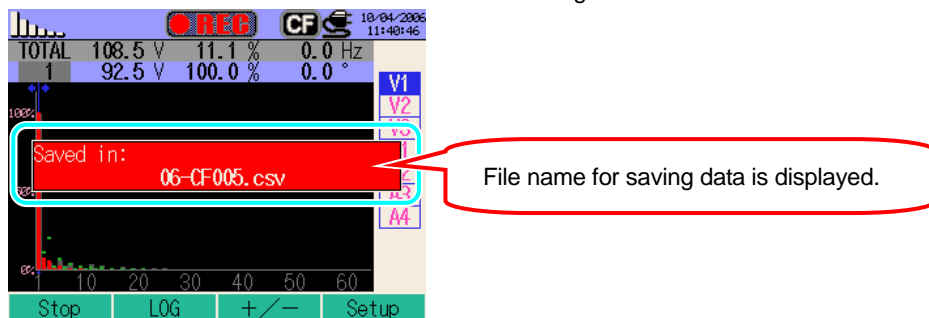 REC CF 10/04/2006
11:40:46
TOTAL 108.5 V 11.1 % 0.0 Hz
1 92.5 V 100.0 % 0.0 °
V1
V2
V3
100%
Saved in:
06-CF005.csv
A3
A4
0%
1 10 20 30 40 50 60
Stop LOG +/− Setup
File name for saving data is displayed.